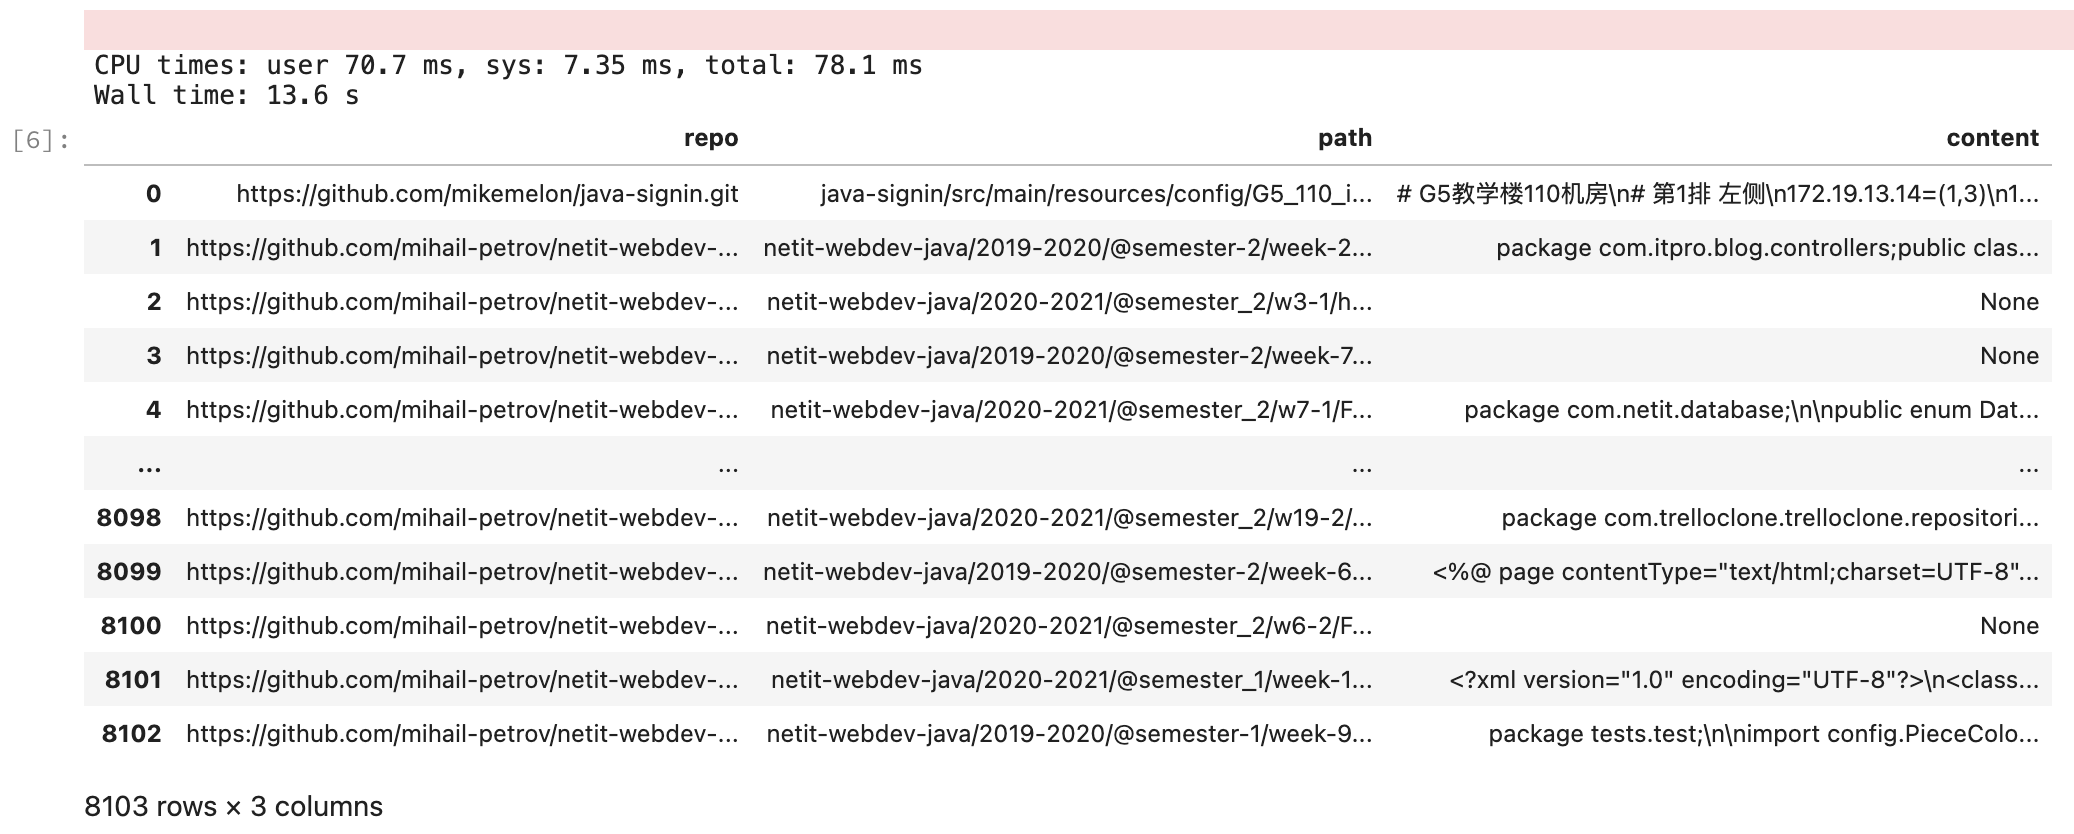 CPU times: user 70.7 ms, sys: 7.35 ms, total: 78.1 ms
Wall time: 13.6 s
[6]:
repo path content
0 https://github.com/mikemelon/java-signin.git java-signin/src/main/resources/config/G5_110_i... # G5教学楼110机房\n# 第1排 左侧\n172.19.13.14=(1,3)\n1...
1 https://github.com/mihail-petrov/netit-webdev-... netit-webdev-java/2019-2020/@semester-2/week-2... package com.itpro.blog.controllers;public clas...
2 https://github.com/mihail-petrov/netit-webdev-... netit-webdev-java/2020-2021/@semester_2/w3-1/h... None
3 https://github.com/mihail-petrov/netit-webdev-... netit-webdev-java/2019-2020/@semester-2/week-7... None
4 https://github.com/mihail-petrov/netit-webdev-... netit-webdev-java/2020-2021/@semester_2/w7-1/F... package com.netit.database;\n\npublic enum Dat...
... ... ... ...
8098 https://github.com/mihail-petrov/netit-webdev-... netit-webdev-java/2020-2021/@semester_2/w19-2/... package com.trelloclone.trelloclone.repositori...
8099 https://github.com/mihail-petrov/netit-webdev-... netit-webdev-java/2019-2020/@semester-2/week-6... <%@ page contentType="text/html;charset=UTF-8"...
8100 https://github.com/mihail-petrov/netit-webdev-... netit-webdev-java/2020-2021/@semester_2/w6-2/F... None
8101 https://github.com/mihail-petrov/netit-webdev-... netit-webdev-java/2020-2021/@semester_1/week-1... <?xml version="1.0" encoding="UTF-8"?>\n<class...
8102 https://github.com/mihail-petrov/netit-webdev-... netit-webdev-java/2019-2020/@semester-1/week-9... package tests.test;\n\nimport config.PieceColo...
8103 rows × 3 columns